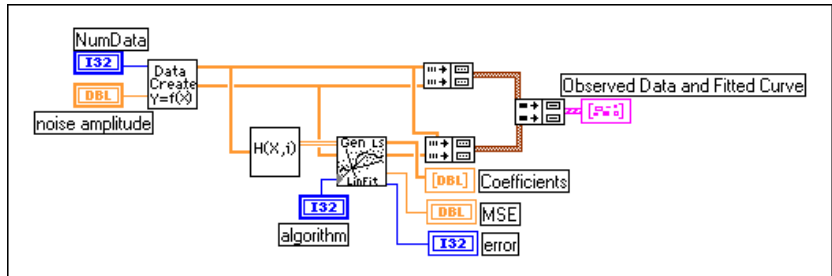 NumData
I32
DBL
noise amplitude
Data
Create
Y=f(X)
H(X,i)
Gen LS
LinFit
I32
algorithm
Observed Data and Fitted Curve
[DBL]
Coefficients
DBL
MSE
I32
error